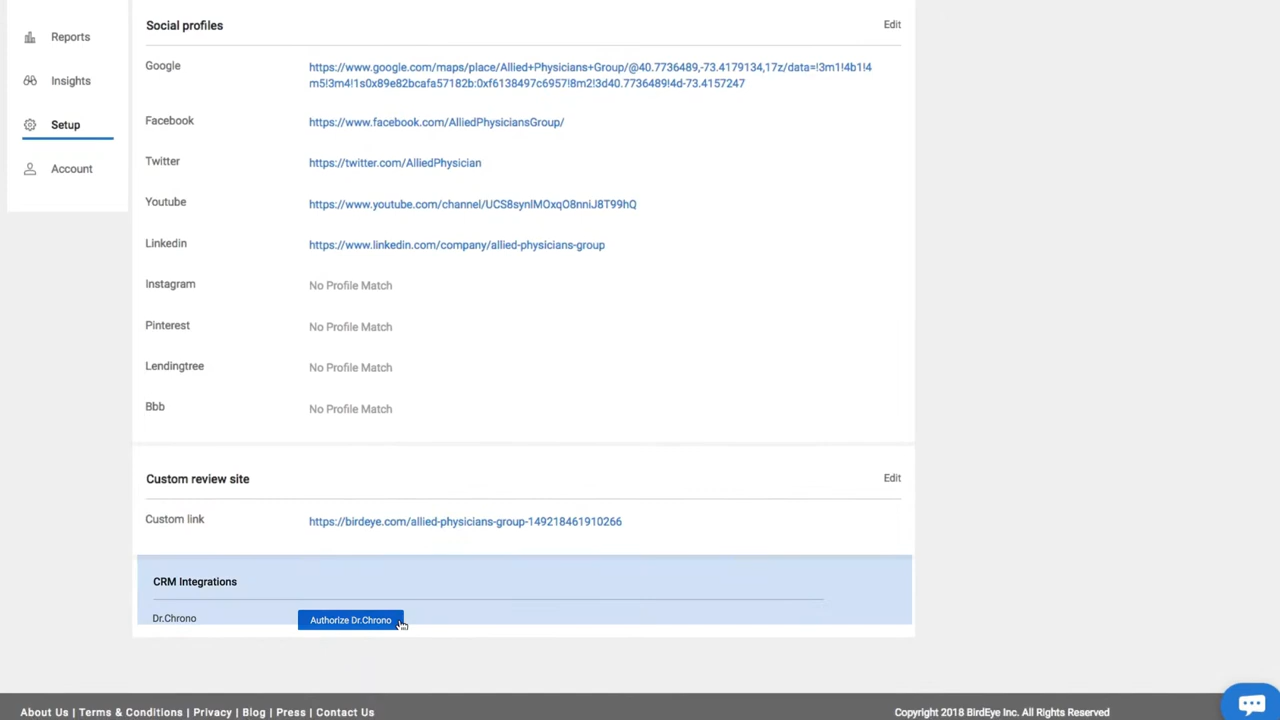 Reports
Insights
Setup
Account
Social profiles
Edit
Google
https://www.google.com/maps/place/Allied+Physicians+Group/@40.7736489,-73.4179134,17z/data=!3m1!4b1!4
m5!3m4!1s0x89e82bcafa57182b:0xf6138497c6957!8m2!3d40.7736489!4d-73.4157247
Facebook
https://www.facebook.com/AlliedPhysiciansGroup/
Twitter
https://twitter.com/AlliedPhysician
Youtube
https://www.youtube.com/channel/UCS8synlMOxqO8nniJ8T99hQ
Linkedin
https://www.linkedin.com/company/allied-physicians-group
Instagram
No Profile Match
Pinterest
No Profile Match
Lendingtree
No Profile Match
Bbb
No Profile Match
Custom review site
Edit
Custom link
https://birdeye.com/allied-physicians-group-149218461910266
CRM Integrations
Dr.Chrono
Authorize Dr.Chrono
About Us | Terms & Conditions | Privacy | Blog | Press | Contact Us
Copyright 2018 BirdEye Inc. All Rights Reserved